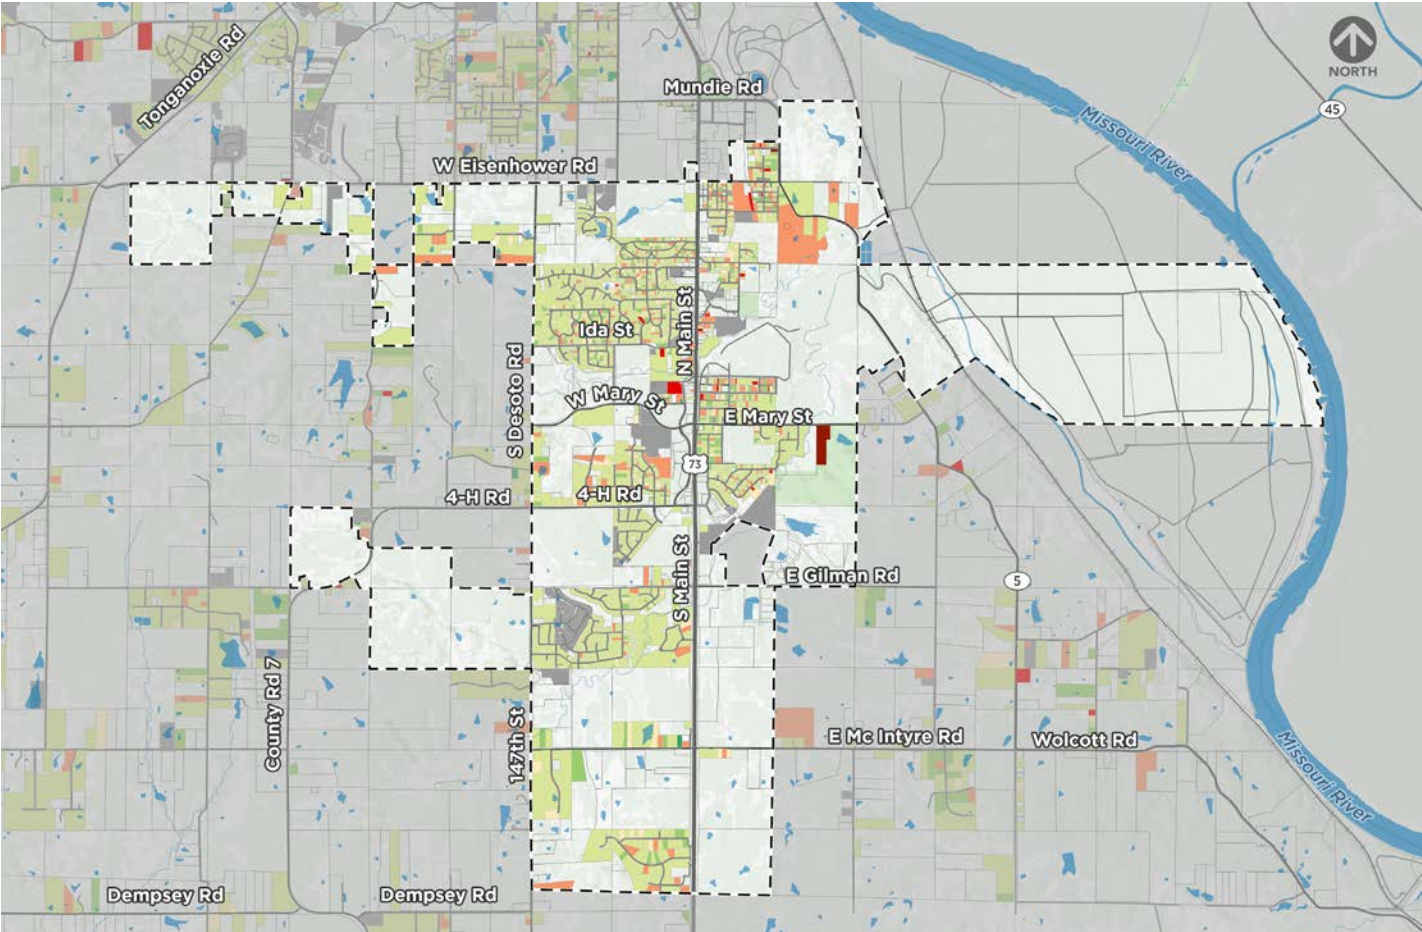 Tonganoxie Rd
Mundie Rd
NORTH
45
Missouri River
W Eisenhower Rd
Ida St
N Main St
S Desoto Rd
W Mary St
E Mary St
73
4-H Rd
4-H Rd
S Main St
E Gilman Rd
5
County Rd 7
147th St
E Mc Intyre Rd
Wolcott Rd
Missouri River
Dempsey Rd
Dempsey Rd